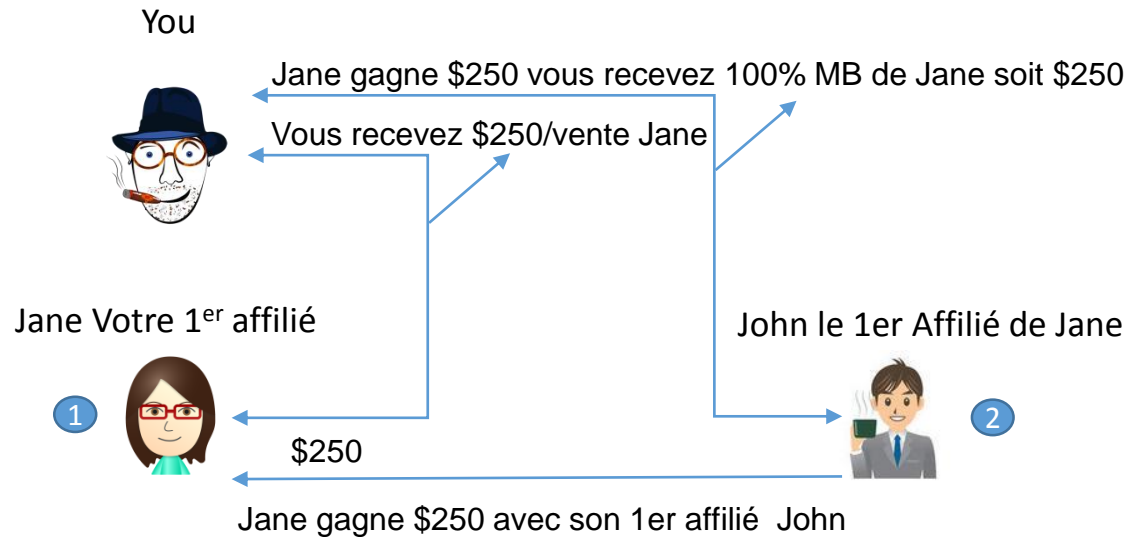 You
Jane gagne $250 vous recevez 100% MB de Jane soit $250
Vous recevez $250/vente Jane
Jane Votre 1er affilié
John le 1er Affilié de Jane
1
2
$250
Jane gagne $250 avec son 1er affilié John